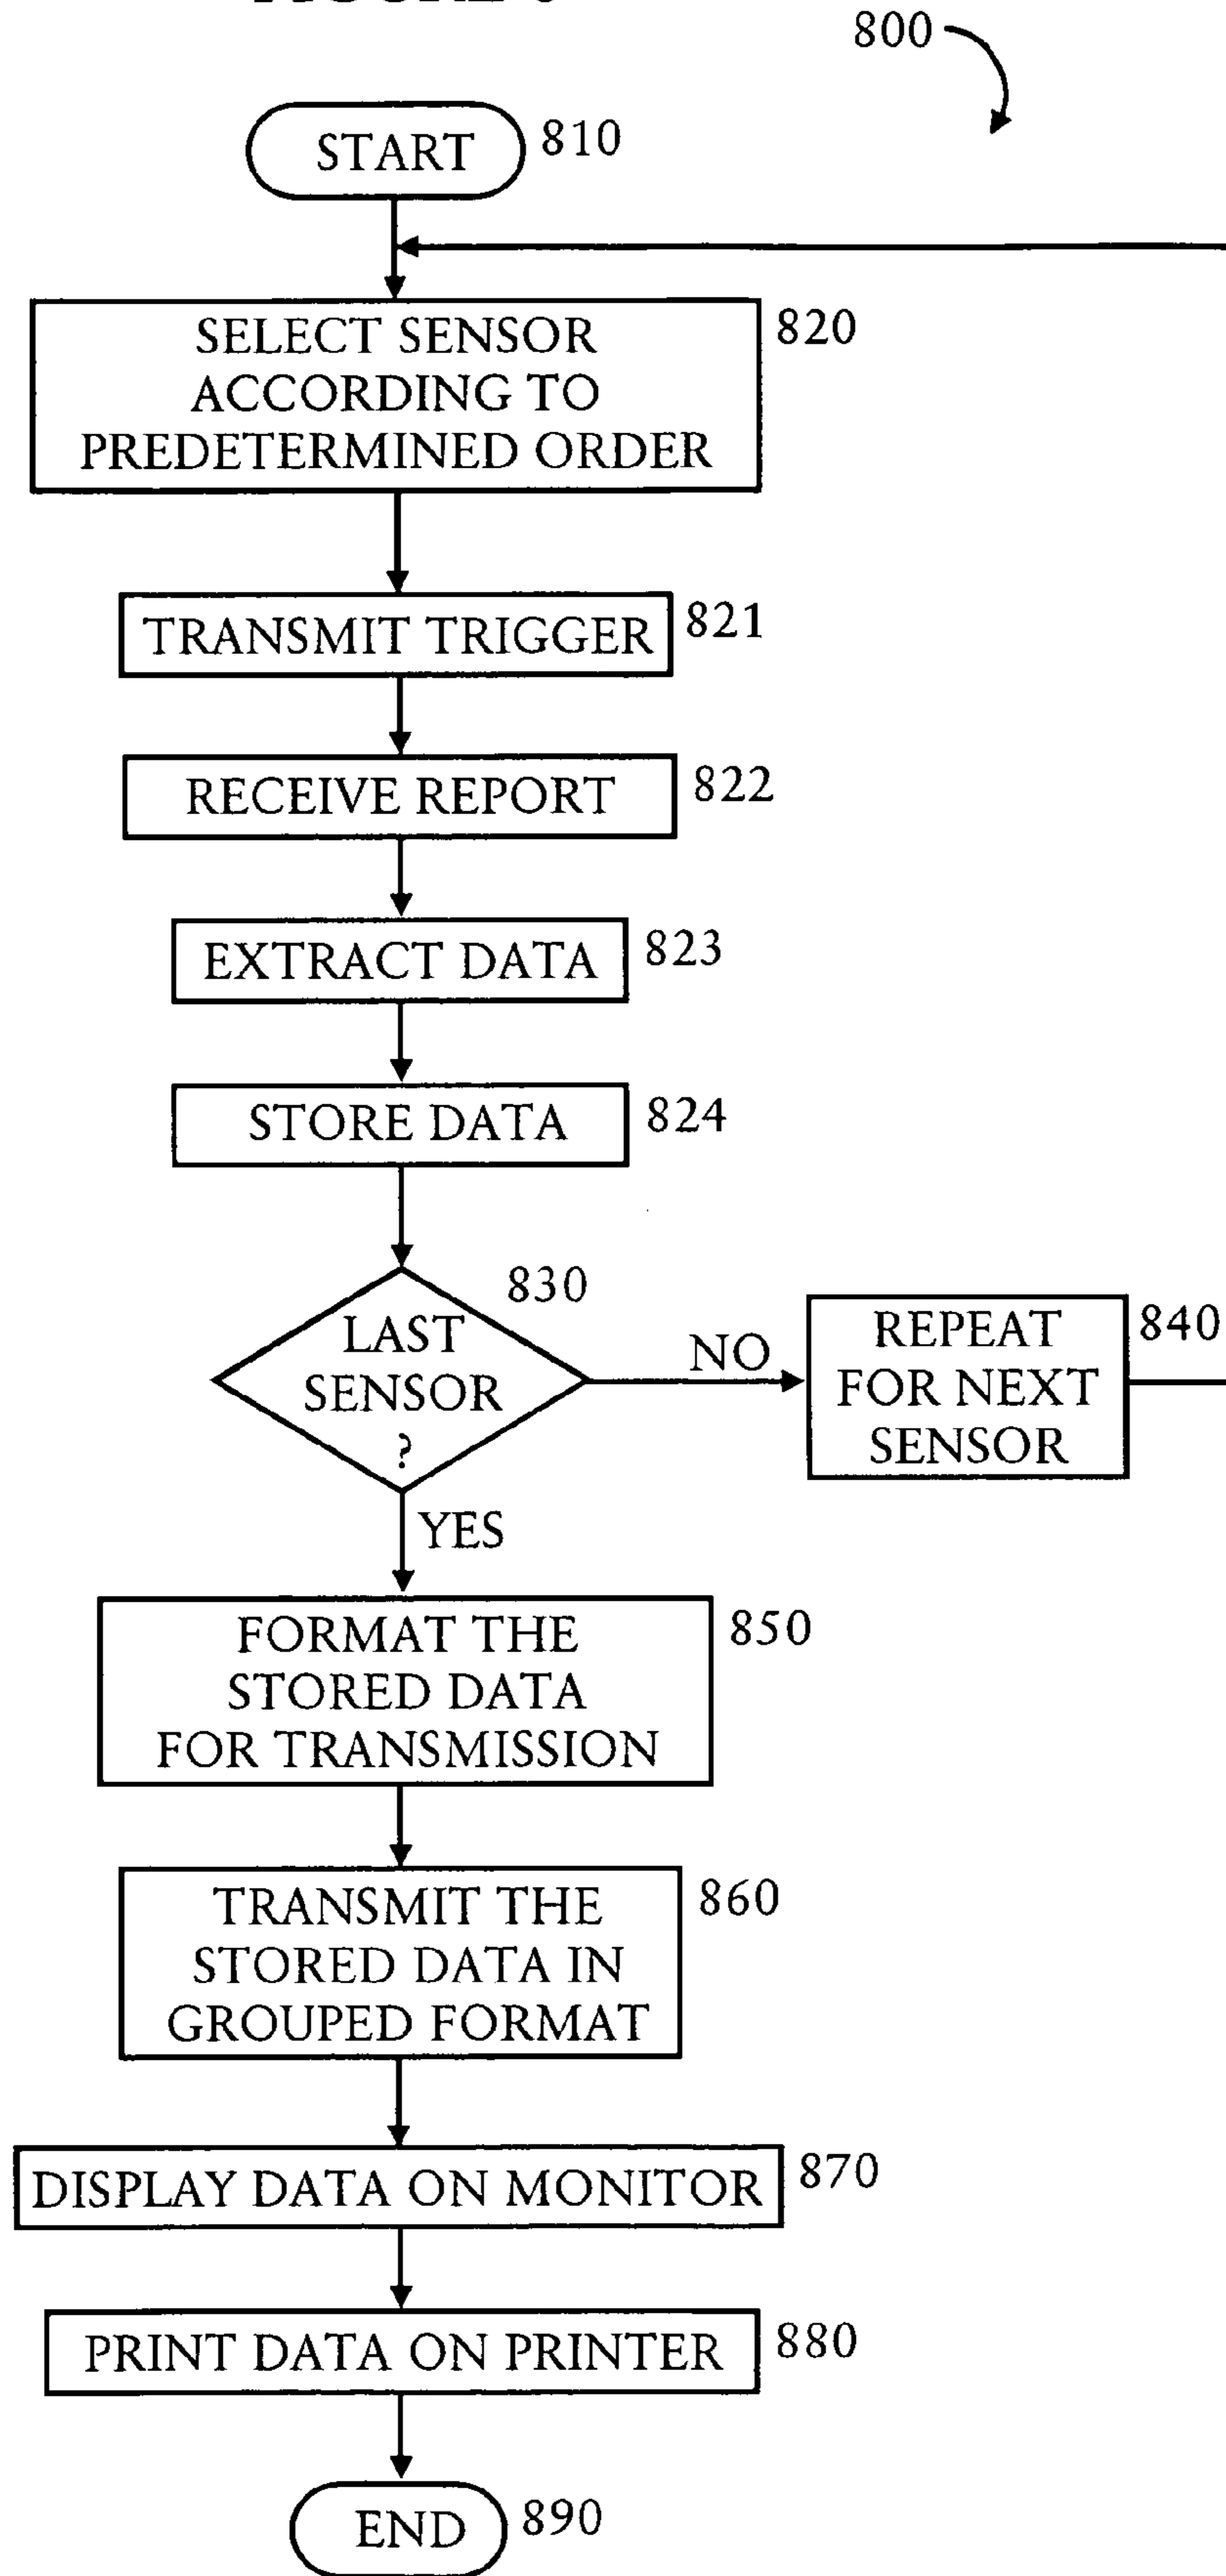 800
START 810
SELECT SENSOR
ACCORDING TO
PREDETERMINED ORDER
820
TRANSMIT TRIGGER 821
RECEIVE REPORT 822
EXTRACT DATA 823
STORE DATA 824
830
LAST
SENSOR
?
NO
REPEAT
FOR NEXT
SENSOR
840
YES
FORMAT THE
STORED DATA
FOR TRANSMISSION
850
TRANSMIT THE
STORED DATA IN
GROUPED FORMAT
860
DISPLAY DATA ON MONITOR 870
PRINT DATA ON PRINTER 880
END 890